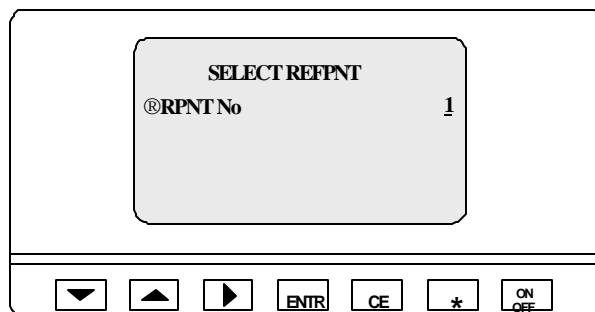 SELECT REFPNT
®RPNT No 1
ENTR CE * ON
OFF